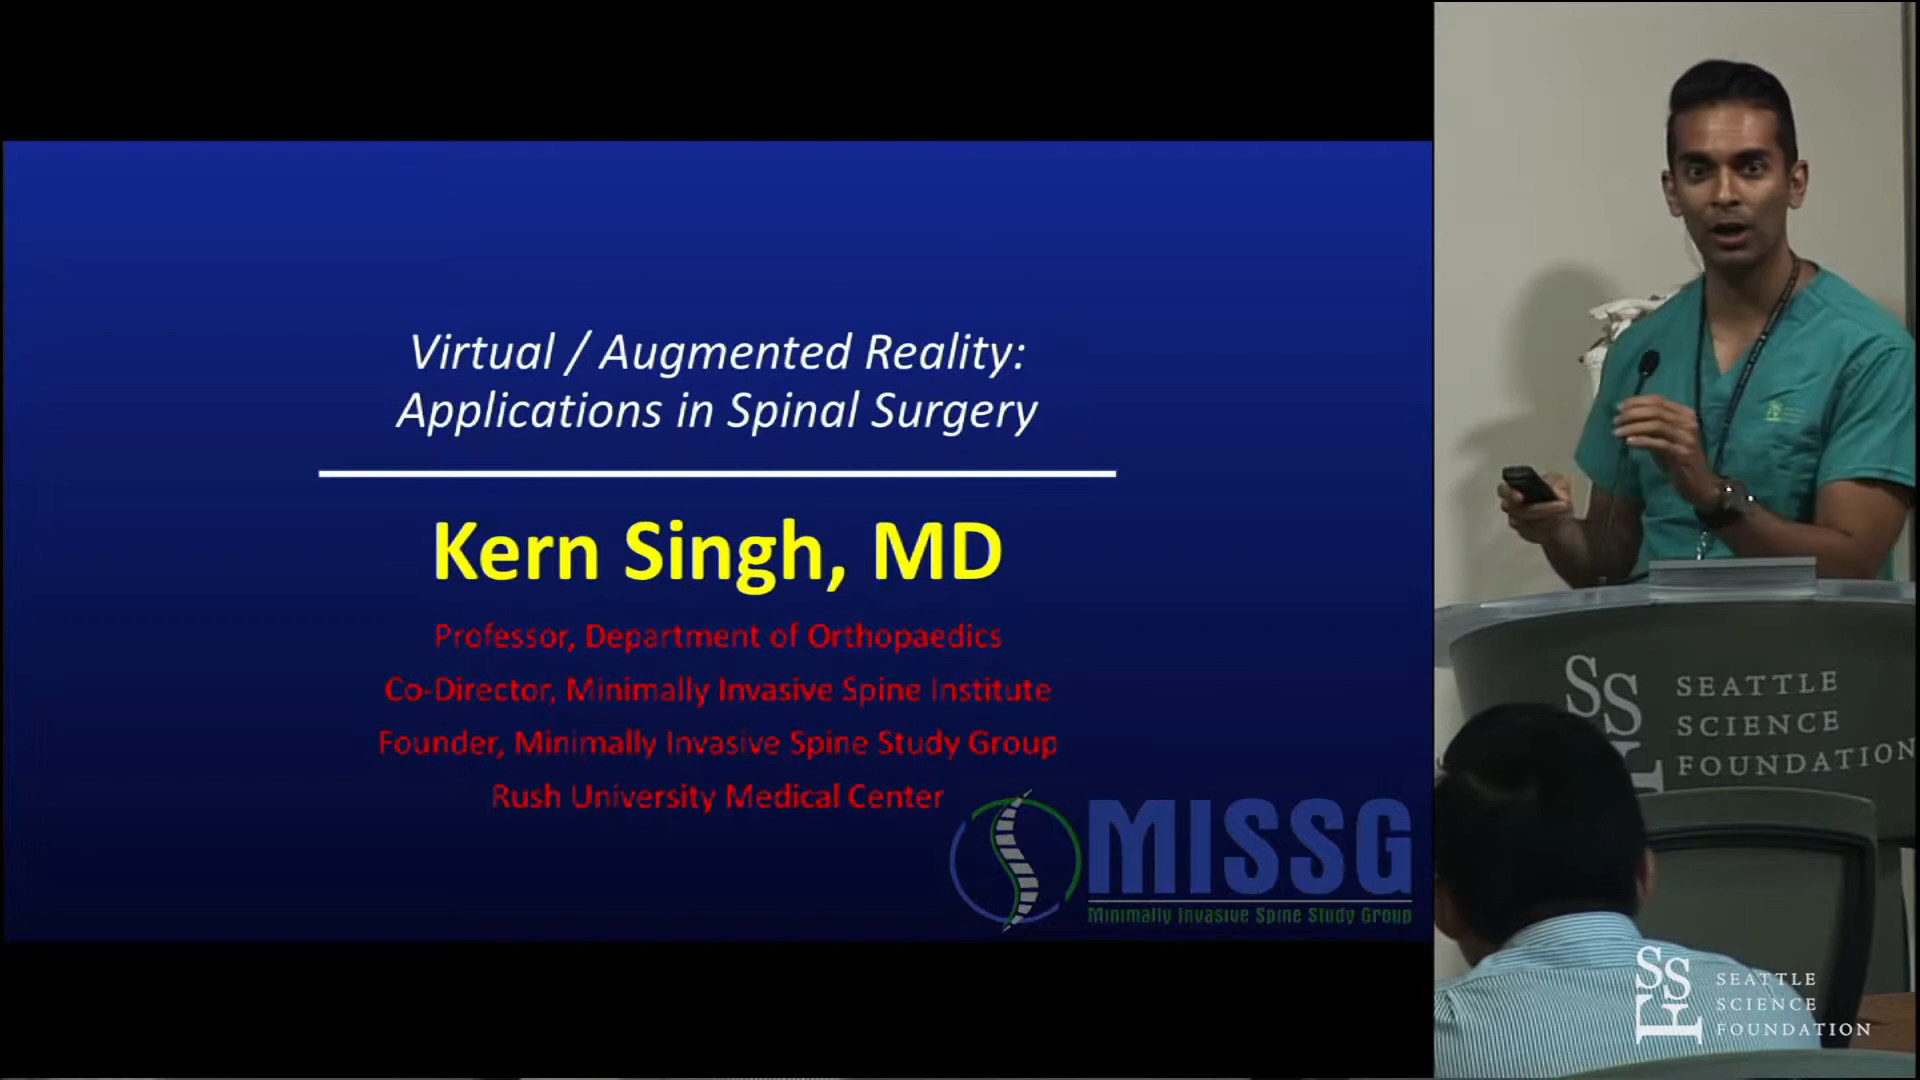 Virtual / Augmented Reality:
Applications in Spinal Surgery
Kern Singh, MD
Professor, Department of Orthopaedics
Co-Director, Minimally Invasive Spine Institute
Founder, Minimally Invasive Spine Study Group
Rush University Medical Center
MISSG
Minimally Invasive Spine Study Group
SS
SEATTLE
SCIENCE
FOUNDATION
SSF
SEATTLE
SCIENCE
FOUNDATION